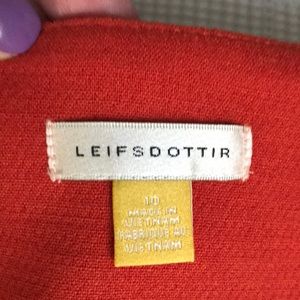 LEIFSDOTTIR
10
MADE IN
VIETNAM
FABRIQUE AU
VIETNAM